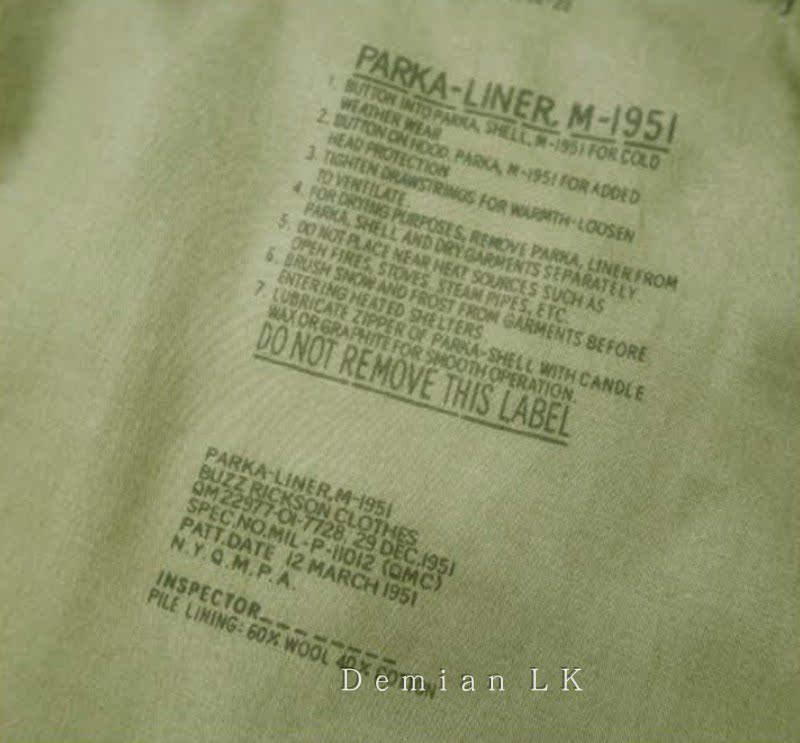 PARKA-LINER, M-1951
1. BUTTON INTO PARKA, SHELL, M-1951 FOR COLD
WEATHER WEAR
2. BUTTON ON HOOD, PARKA, M-1951 FOR ADDED
HEAD PROTECTION
3. TIGHTEN DRAWSTRINGS FOR WARMTH-LOOSEN
TO VENTILATE.
4. FOR DRYING PURPOSES, REMOVE PARKA, LINER FROM
PARKA, SHELL AND DRY GARMENTS SEPARATELY.
5. DO NOT PLACE NEAR HEAT SOURCES SUCH AS
OPEN FIRES, STOVES, STEAM PIPES, ETC.
6. BRUSH SNOW AND FROST FROM GARMENTS BEFORE
ENTERING HEATED SHELTERS
7. LUBRICATE ZIPPER OF PARKA-SHELL WITH CANDLE
WAX OR GRAPHITE FOR SMOOTH OPERATION.
DO NOT REMOVE THIS LABEL
PARKA-LINER, M-1951
BUZZ RICKSON CLOTHES
QM 22977-OI-7728, 29 DEC.1951
SPEC NO.MIL-P-11012 (QMC)
PATT.DATE 12 MARCH 1951
N.Y.Q.M.P.A.
INSPECTOR_ _ _ _ _ _ _ _ _
PILE LINING: 60% WOOL 40% COTTON
Demian LK